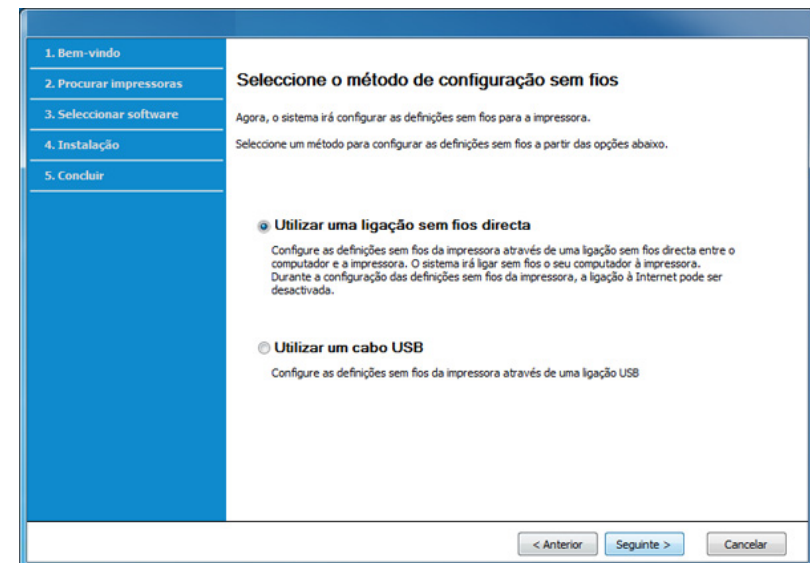 1. Bem-vindo
2. Procurar impressoras
3. Seleccionar software
4. Instalação
5. Concluir
Seleccione o método de configuração sem fios
Agora, o sistema irá configurar as definições sem fios para a impressora.
Seleccione um método para configurar as definições sem fios a partir das opções abaixo.
Utilizar uma ligação sem fios directa
Configure as definições sem fios da impressora através de uma ligação sem fios directa entre o
computador e a impressora. O sistema irá ligar sem fios o seu computador à impressora.
Durante a configuração das definições sem fios da impressora, a ligação à Internet pode ser
desactivada.
Utilizar um cabo USB
Configure as definições sem fios da impressora através de uma ligação USB
< Anterior
Seguinte >
Cancelar